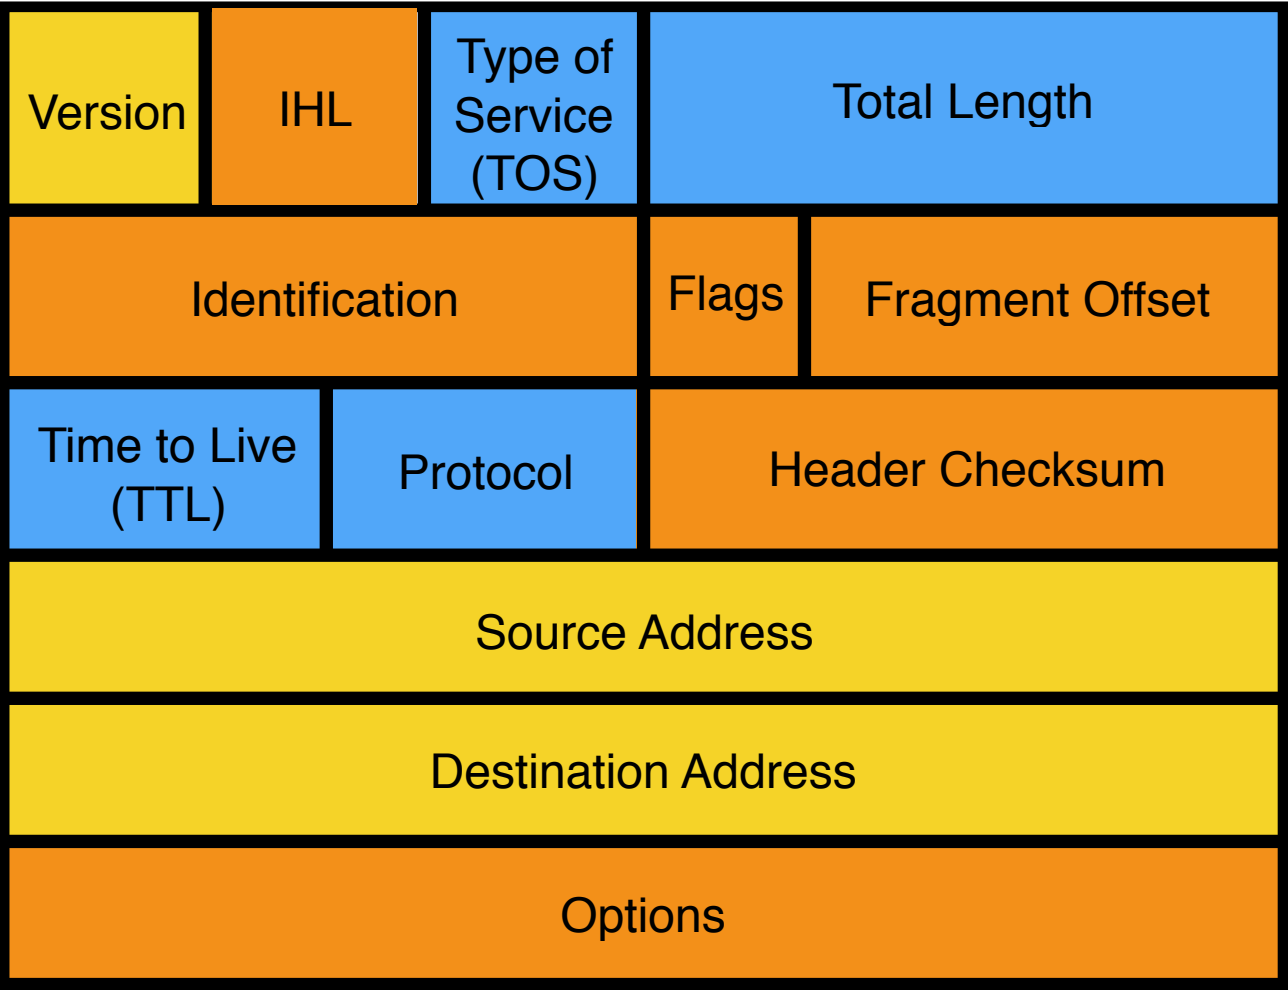 Version
IHL
Type of
Service
(TOS)
Total Length
Identification
Flags
Fragment Offset
Time to Live
(TTL)
Protocol
Header Checksum
Source Address
Destination Address
Options